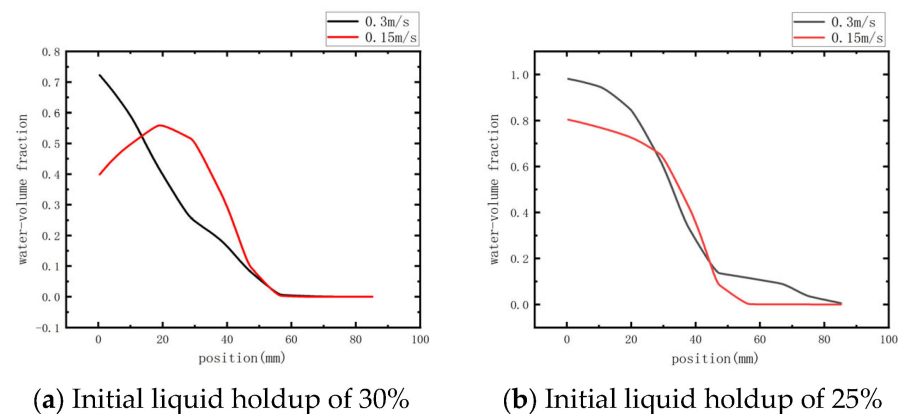 0.3m/s
0.15m/s
0.8
0.7
0.6
0.5
0.4
0.3
0.2
0.1
0.0
-0.1
water-volume fraction
0 20 40 60 80 100
position(mm)
(a) Initial liquid holdup of 30%
0.3m/s
0.15m/s
1.0
0.8
0.6
0.4
0.2
0.0
water-volume fraction
0 20 40 60 80 100
position(mm)
(b) Initial liquid holdup of 25%